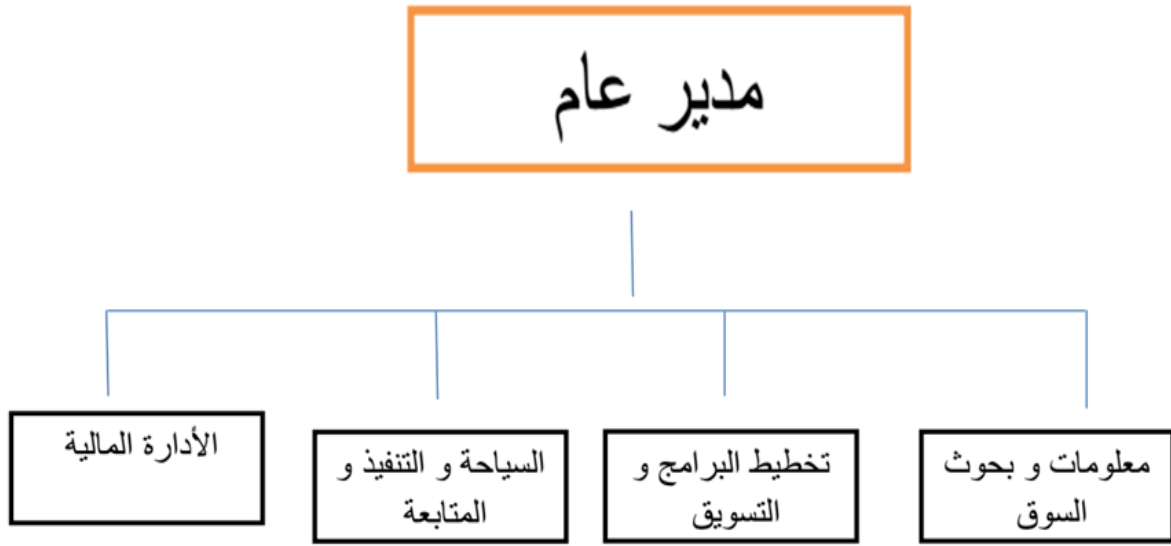 مدير عام
معلومات و بحوث
السوق
تخطيط البرامج و
التسويق
السياحة و التنفيذ و
المتابعة
الأدارة المالية